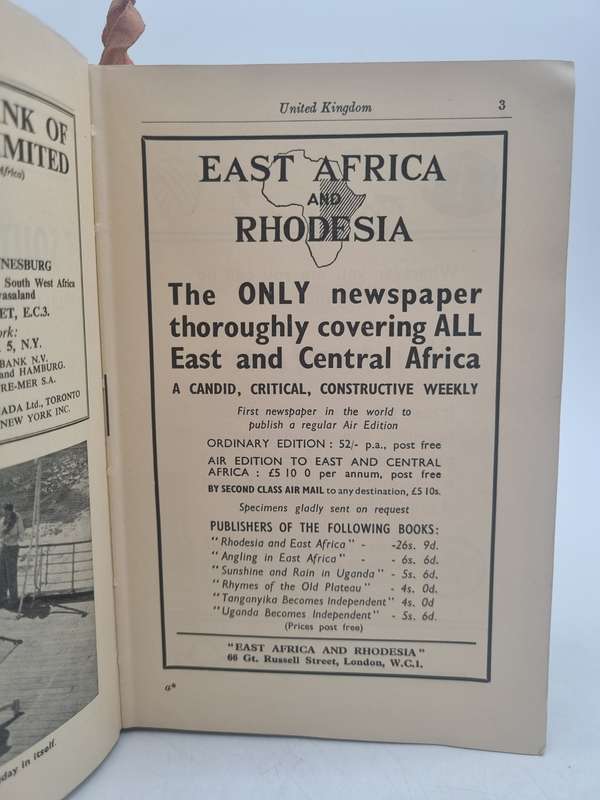 NK OF
IMITED
Africa)
NESBURG
South West Africa
yasaland
ET, E.C.3.
ork:
5, N.Y.
BANK N.V.
and HAMBURG.
RE-MER S.A.
ADA Ltd., TORONTO
NEW YORK INC.
day in itself.
United Kingdom 3
EAST AFRICA
AND
RHODESIA
The ONLY newspaper
thoroughly covering ALL
East and Central Africa
A CANDID, CRITICAL, CONSTRUCTIVE WEEKLY
First newspaper in the world to
publish a regular Air Edition
ORDINARY EDITION : 52/- p.a., post free
AIR EDITION TO EAST AND CENTRAL
AFRICA : £5 10 0 per annum, post free
BY SECOND CLASS AIR MAIL to any destination, £5 10s.
Specimens gladly sent on request
PUBLISHERS OF THE FOLLOWING BOOKS:
"Rhodesia and East Africa" - -26s. 9d.
"Angling in East Africa" - - 6s. 6d.
"Sunshine and Rain in Uganda" - 5s. 6d.
"Rhymes of the Old Plateau" - 4s. 0d.
"Tanganyika Becomes Independent" 4s. 0d
"Uganda Becomes Independent" - 5s. 6d.
(Prices post free)
"EAST AFRICA AND RHODESIA"
66 Gt. Russell Street, London, W.C.1.
a*